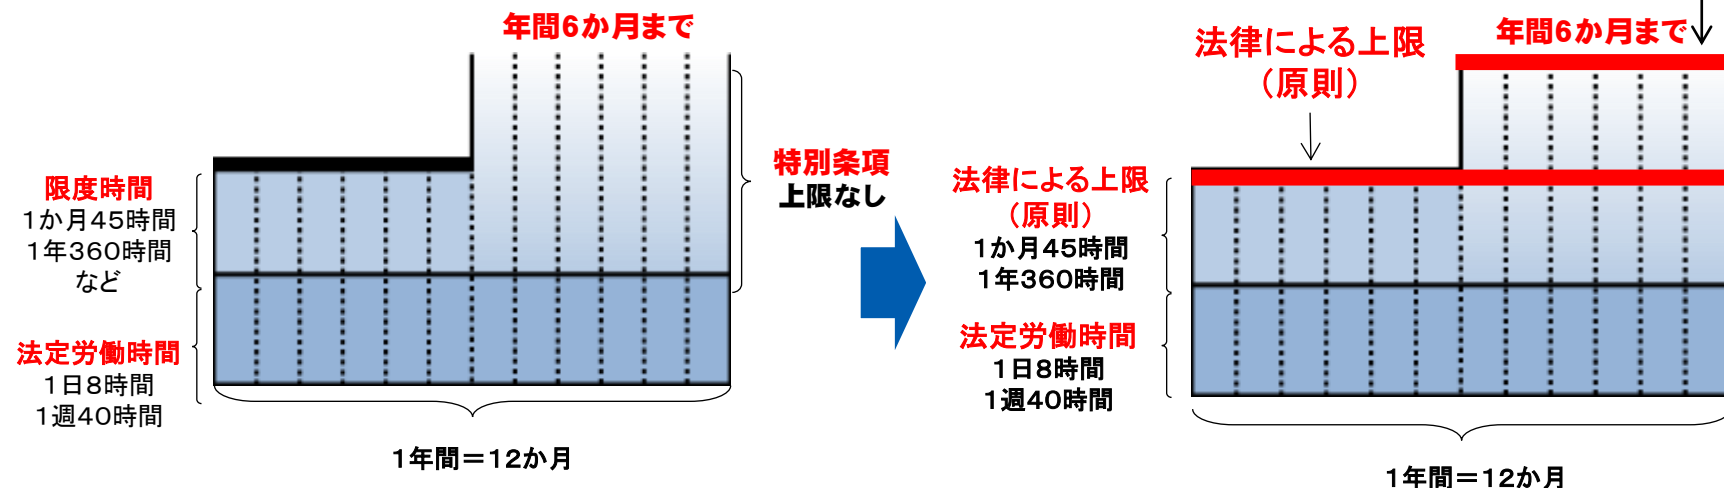 年間6か月まで
限度時間
1か月45時間
1年360時間
など
法定労働時間
1日8時間
1週40時間
特別条項
上限なし
1年間＝12か月
法律による上限
（原則）
年間6か月まで
法律による上限
（原則）
1か月45時間
1年360時間
法定労働時間
1日8時間
1週40時間
1年間＝12か月